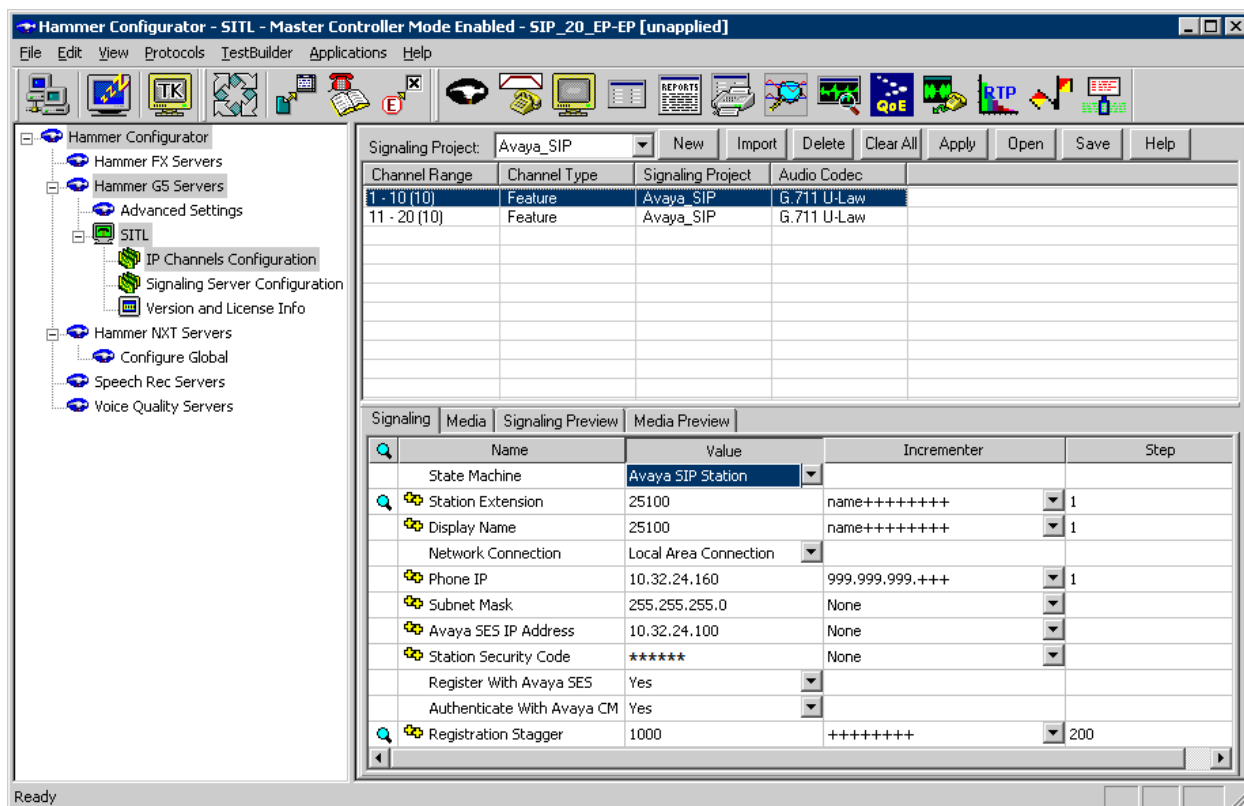 Hammer Configurator - SITL - Master Controller Mode Enabled - SIP_20_EP-EP [unapplied]
File Edit View Protocols TestBuilder Applications Help
TK E REPORTS QoE RTP
Hammer Configurator
Hammer FX Servers
Hammer G5 Servers
Advanced Settings
SITL
IP Channels Configuration
Signaling Server Configuration
Version and License Info
Hammer NXT Servers
Configure Global
Speech Rec Servers
Voice Quality Servers
Signaling Project: Avaya_SIP New Import Delete Clear All Apply Open Save Help
Channel Range Channel Type Signaling Project Audio Codec
1 - 10 (10) Feature Avaya_SIP G.711 U-Law
11 - 20 (10) Feature Avaya_SIP G.711 U-Law
Signaling Media Signaling Preview Media Preview
Name Value Incrementer Step
State Machine Avaya SIP Station
Station Extension 25100 name++++++++ 1
Display Name 25100 name++++++++ 1
Network Connection Local Area Connection
Phone IP 10.32.24.160 999.999.999.+++ 1
Subnet Mask 255.255.255.0 None
Avaya SES IP Address 10.32.24.100 None
Station Security Code ****** None
Register With Avaya SES Yes
Authenticate With Avaya CM Yes
Registration Stagger 1000 ++++++++ 200
Ready